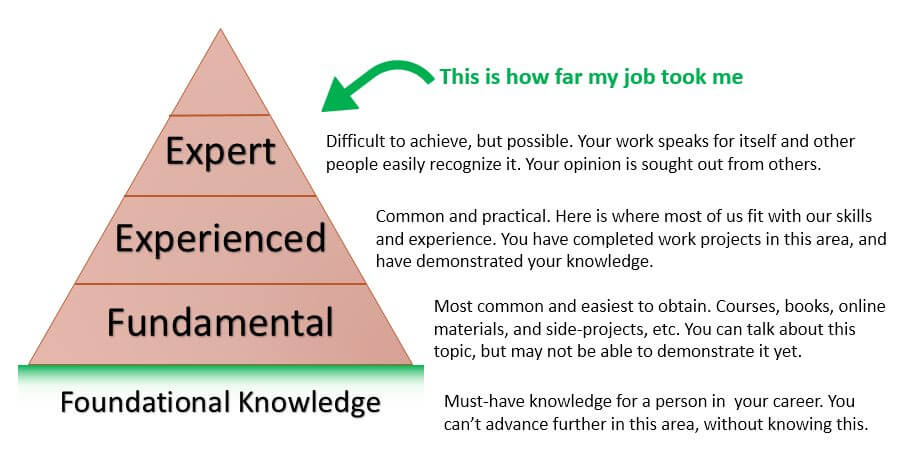 This is how far my job took me
Expert
Difficult to achieve, but possible. Your work speaks for itself and other
people easily recognize it. Your opinion is sought out from others.
Experienced
Common and practical. Here is where most of us fit with our skills
and experience. You have completed work projects in this area, and
have demonstrated your knowledge.
Fundamental
Most common and easiest to obtain. Courses, books, online
materials, and side-projects, etc. You can talk about this
topic, but may not be able to demonstrate it yet.
Foundational Knowledge
Must-have knowledge for a person in  your career. You
can’t advance further in this area, without knowing this.